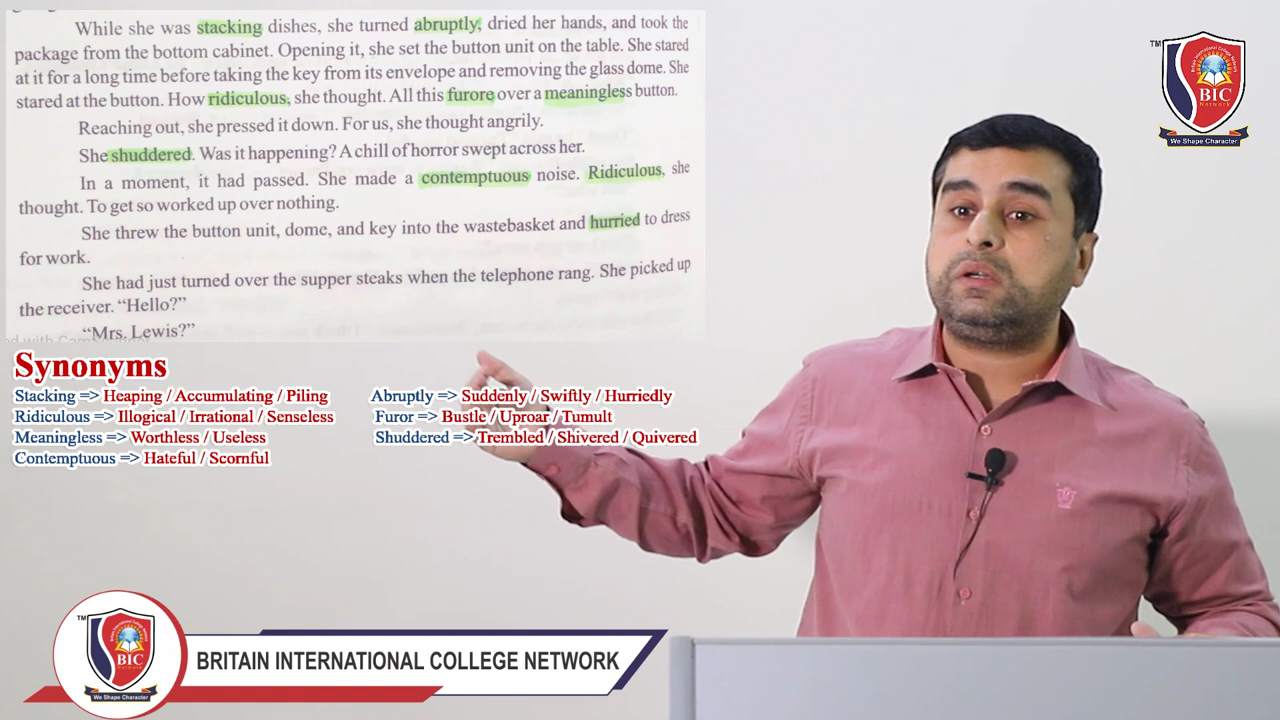 While she was stacking dishes, she turned abruptly, dried her hands, and took the
package from the bottom cabinet. Opening it, she set the button unit on the table. She stared
at it for a long time before taking the key from its envelope and removing the glass dome. She
stared at the button. How ridiculous, she thought. All this furore over a meaningless button.
Reaching out, she pressed it down. For us, she thought angrily.
She shuddered. Was it happening? A chill of horror swept across her.
In a moment, it had passed. She made a contemptuous noise. Ridiculous, she
thought. To get so worked up over nothing.
She threw the button unit, dome, and key into the wastebasket and hurried to dress
for work.
She had just turned over the supper steaks when the telephone rang. She picked up
the receiver. “Hello?”
“Mrs. Lewis?”
Synonyms
Stacking => Heaping / Accumulating / Piling
Abruptly => Suddenly / Swiftly / Hurriedly
Ridiculous => Illogical / Irrational / Senseless
Furor => Bustle / Uproar / Tumult
Meaningless => Worthless / Useless
Shuddered => Trembled / Shivered / Quivered
Contemptuous => Hateful / Scornful
TM
Britain International College Network
BIC
Network
We Shape Character
TM
BIC
Network
We Shape Character
BRITAIN INTERNATIONAL COLLEGE NETWORK